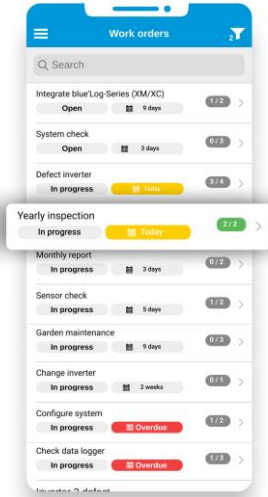 Work orders
2
Search
Integrate blue'Log-Series (XM/XC)
Open 9 days 1 / 2
System check
Open 3 days 0 / 3
Defect inverter
In progress Today 3 / 4
Yearly inspection
In progress Today 2 / 2
Monthly report
In progress 3 days 0 / 2
Sensor check
In progress 5 days 1 / 2
Garden maintenance
In progress 9 days 0 / 3
Change inverter
In progress 2 weeks 0 / 1
Configure system
In progress Overdue 1 / 2
Check data logger
In progress Overdue 1 / 3
Inverter 2 defect